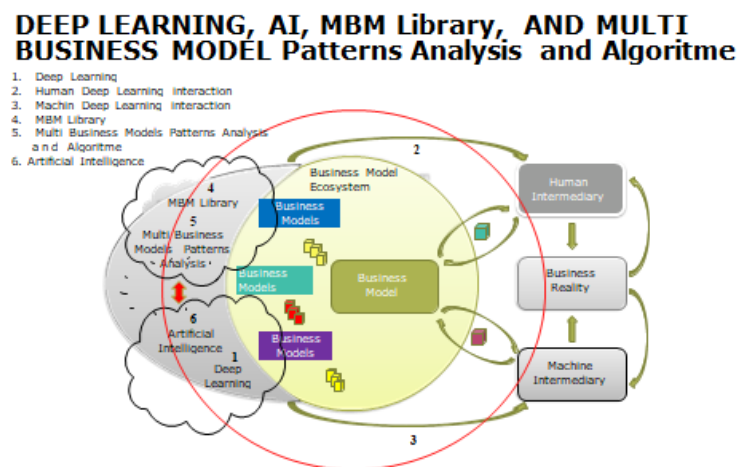 DEEP LEARNING, AI, MBM Library, AND MULTI
BUSINESS MODEL Patterns Analysis and Algoritme
1. Deep Learning
2. Human Deep Learning interaction
3. Machin Deep Learning interaction
4. MBM Library
5. Multi Business Models Patterns Analysis
a n d Algoritme
6. Artificial Intelligence
2
Business Model
Ecosystem
Human
Intermediary
4
MBM Library
Business
Models
5
Multi Business
Models Patterns
Analysis
Business
Models
Business
Model
Business
Reality
6
Artificial
Intelligence
Business
Models
1
Deep
Learning
Machine
Intermediary
3